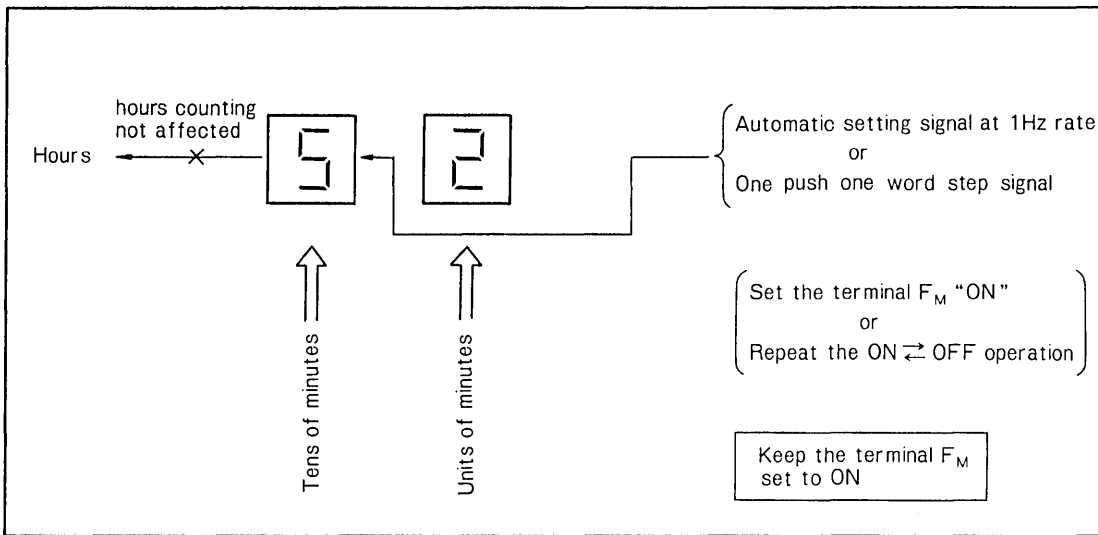 hours counting
not affected
Hours
5
2
Automatic setting signal at 1Hz rate
or
One push one word step signal
Tens of minutes
Units of minutes
Set the terminal F_M “ON”
or
Repeat the ON ⇄ OFF operation
Keep the terminal F_M
set to ON